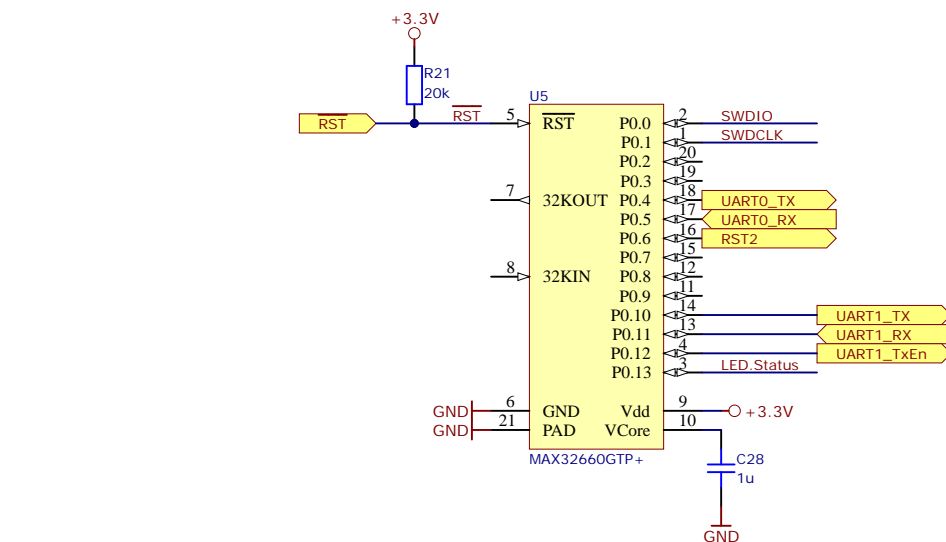 +3.3V
R21
20k
U5
RST
RST
5
RST
P0.0
2
SWDIO
P0.1
1
SWDCLK
P0.2
20
P0.3
19
7
32KOUT
P0.4
18
UART0_TX
P0.5
17
UART0_RX
P0.6
16
RST2
P0.7
15
8
32KIN
P0.8
12
P0.9
11
P0.10
14
UART1_TX
P0.11
13
UART1_RX
P0.12
4
UART1_TxEn
P0.13
3
LED.Status
GND
6
GND
Vdd
9
+3.3V
GND
21
PAD
VCore
10
MAX32660GTP+
C28
1u
GND